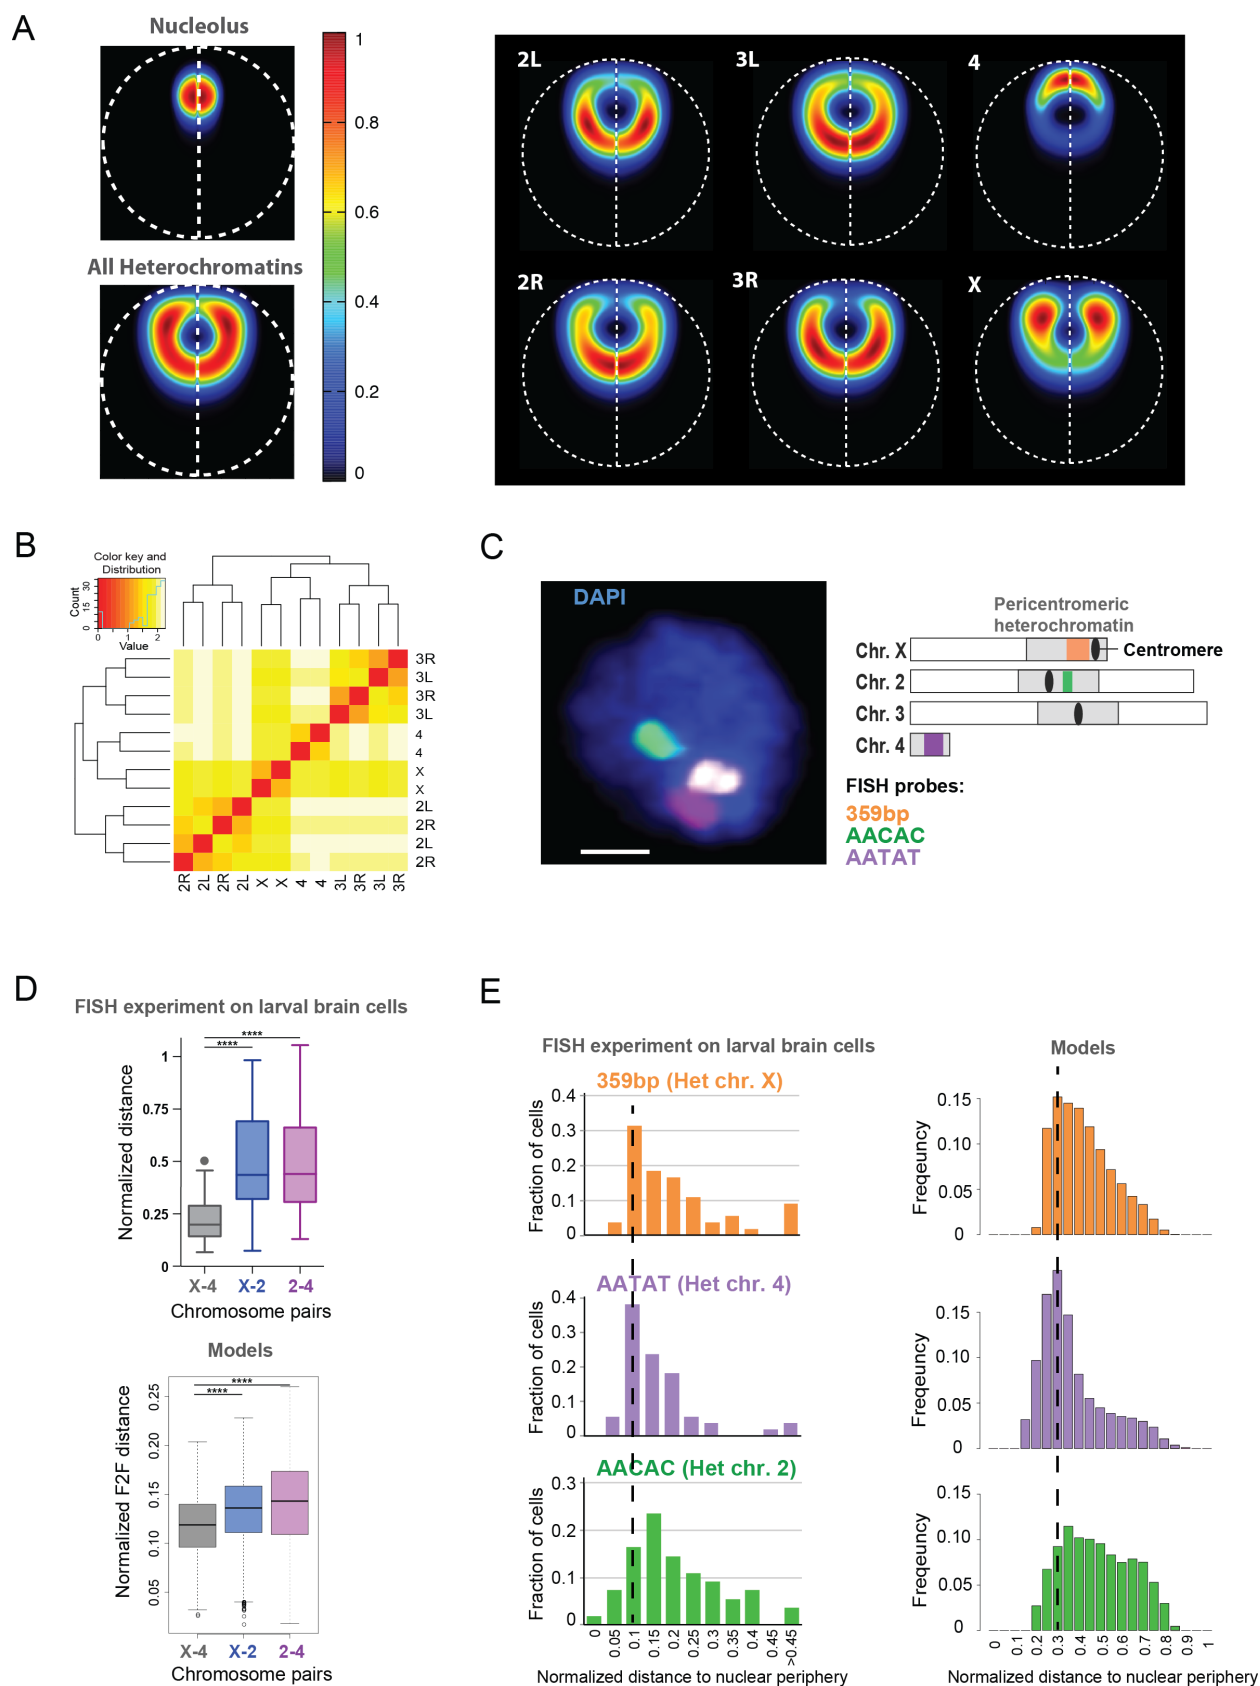 A
Nucleolus
1
0.8
0.6
0.4
0.2
0
All Heterochromatins
2L
3L
4
2R
3R
X
B
Color key and
Distribution
Count
0 15 30
0 1 2
Value
3R
3L
3R
3L
4
4
X
X
2L
2R
2L
2R
2R 2L 2R 2L X X 4 4 3L 3R 3L 3R
C
DAPI
Pericentromeric
heterochromatin
Chr. X
Centromere
Chr. 2
Chr. 3
Chr. 4
FISH probes:
359bp
AACAC
AATAT
D
FISH experiment on larval brain cells
**** 
****
Normalized distance
1
0.75
0.5
0.25
0
X-4 X-2 2-4
Chromosome pairs
Models
****
****
Normalized F2F distance
0.25
0.20
0.15
0.10
0.05
X-4 X-2 2-4
Chromosome pairs
E
FISH experiment on larval brain cells
359bp (Het chr. X)
Fraction of cells
0.4
0.3
0.2
0.1
0
AATAT (Het chr. 4)
Fraction of cells
0.4
0.3
0.2
0.1
0
AACAC (Het chr. 2)
Fraction of cells
0.3
0.2
0.1
0
0 0.05 0.1 0.15 0.2 0.25 0.3 0.35 0.4 0.45 >0.45
Normalized distance to nuclear periphery
Models
Freqeuncy
0.15
0.10
0.05
0
Freqeuncy
0.15
0.10
0.05
0
Freqeuncy
0.15
0.10
0.05
0
0 0.1 0.2 0.3 0.4 0.5 0.6 0.7 0.8 0.9 1
Normalized distance to nuclear periphery